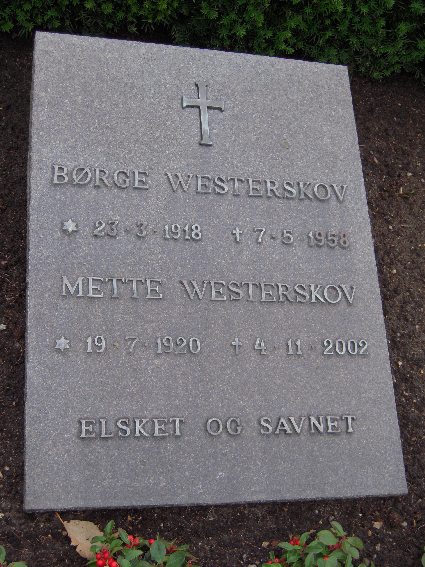 BØRGE WESTERSKOV
✶ 23·3·1918 ✝ 7·5·1958
METTE WESTERSKOV
✶ 19·7·1920 ✝ 4·11·2002
ELSKET OG SAVNET